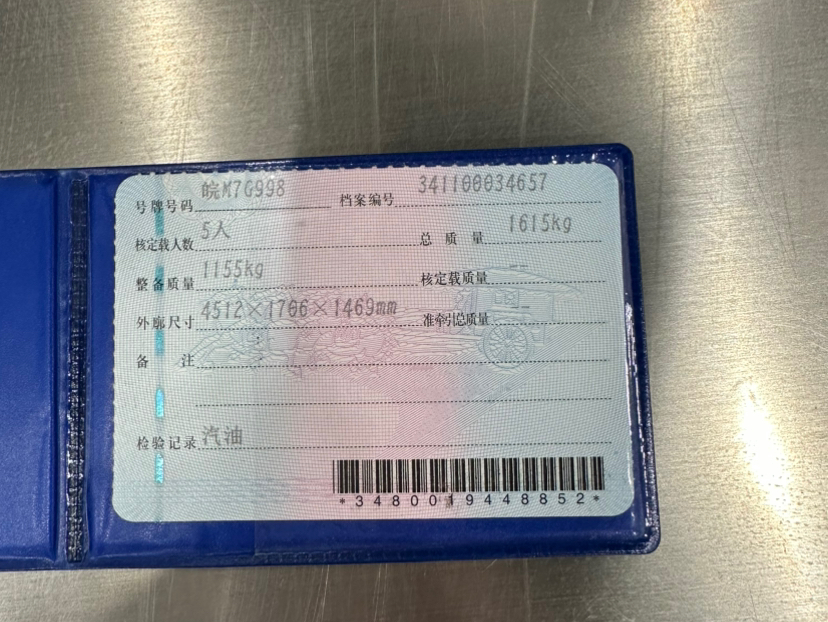 号牌号码 皖M7G998 档案编号 341100034657
核定载人数 5人 总质量 1615kg
整备质量 1155kg 核定载质量 --
外廓尺寸 4512×1706×1469mm 准牵引总质量 --
备注
检验记录 汽油
*3480019448852*